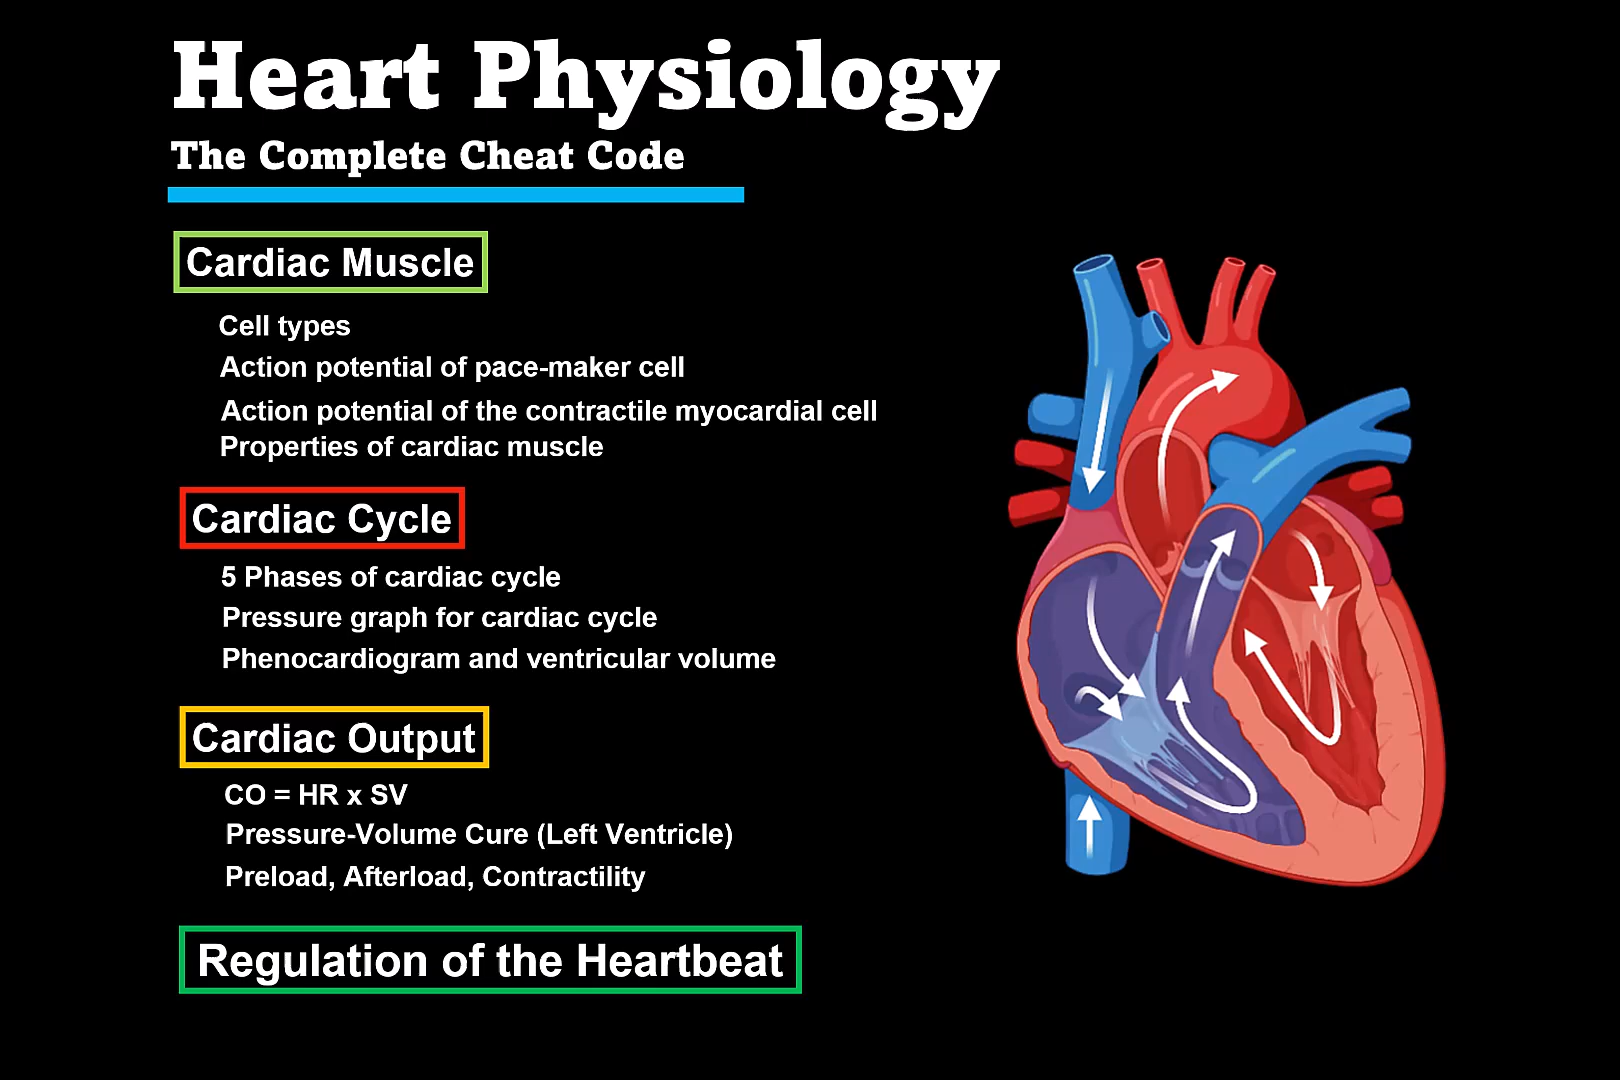 Heart Physiology
The Complete Cheat Code
Cardiac Muscle
Cell types
Action potential of pace-maker cell
Action potential of the contractile myocardial cell
Properties of cardiac muscle
Cardiac Cycle
5 Phases of cardiac cycle
Pressure graph for cardiac cycle
Phenocardiogram and ventricular volume
Cardiac Output
CO = HR x SV
Pressure-Volume Cure (Left Ventricle)
Preload, Afterload, Contractility
Regulation of the Heartbeat